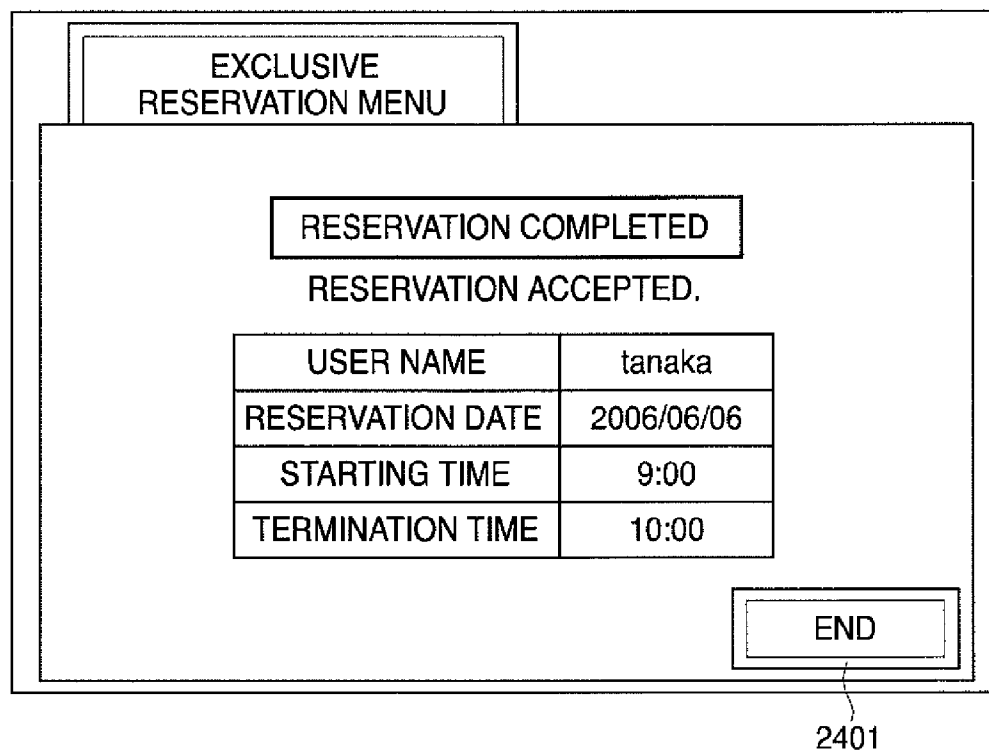 EXCLUSIVE
RESERVATION MENU
RESERVATION COMPLETED
RESERVATION ACCEPTED.
USER NAME tanaka
RESERVATION DATE 2006/06/06
STARTING TIME 9:00
TERMINATION TIME 10:00
END
2401